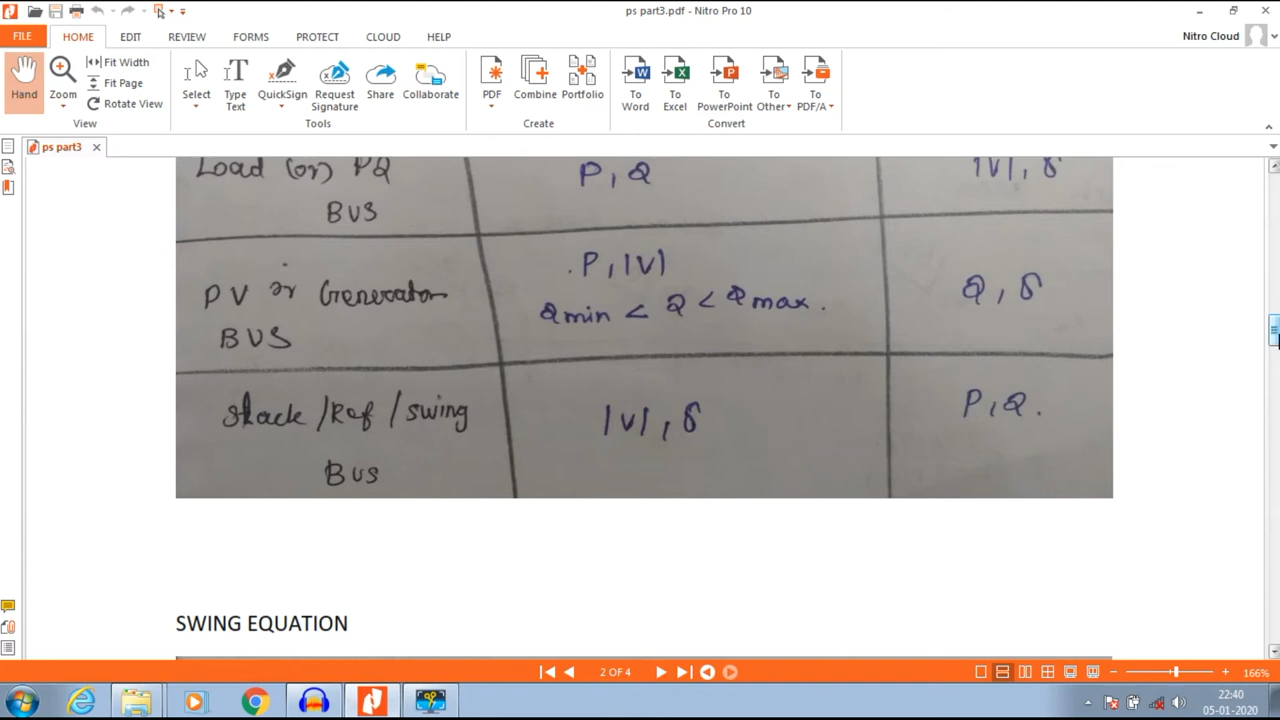 ps part3.pdf - Nitro Pro 10
FILE HOME EDIT REVIEW FORMS PROTECT CLOUD HELP
Nitro Cloud
Hand
Zoom
Fit Width
Fit Page
Rotate View
View
Select
Type Text
QuickSign
Request Signature
Share
Collaborate
Tools
PDF
Combine
Portfolio
Create
To Word
To Excel
To PowerPoint
To Other
To PDF/A
Convert
ps part3
Load (or) PQ BUS
P, Q
|V|, δ
PV or Generator BUS
P, |V|
Qmin < Q < Qmax.
Q, δ
slack /Ref /swing BUS
|V|, δ
P, Q.
SWING EQUATION
2 OF 4
166%
22:40
05-01-2020